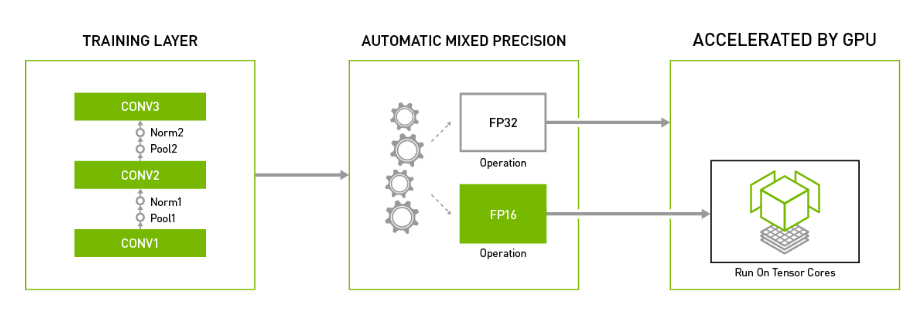 TRAINING LAYER
CONV3
Norm2
Pool2
CONV2
Norm1
Pool1
CONV1
AUTOMATIC MIXED PRECISION
FP32
Operation
FP16
Operation
ACCELERATED BY GPU
Run On Tensor Cores